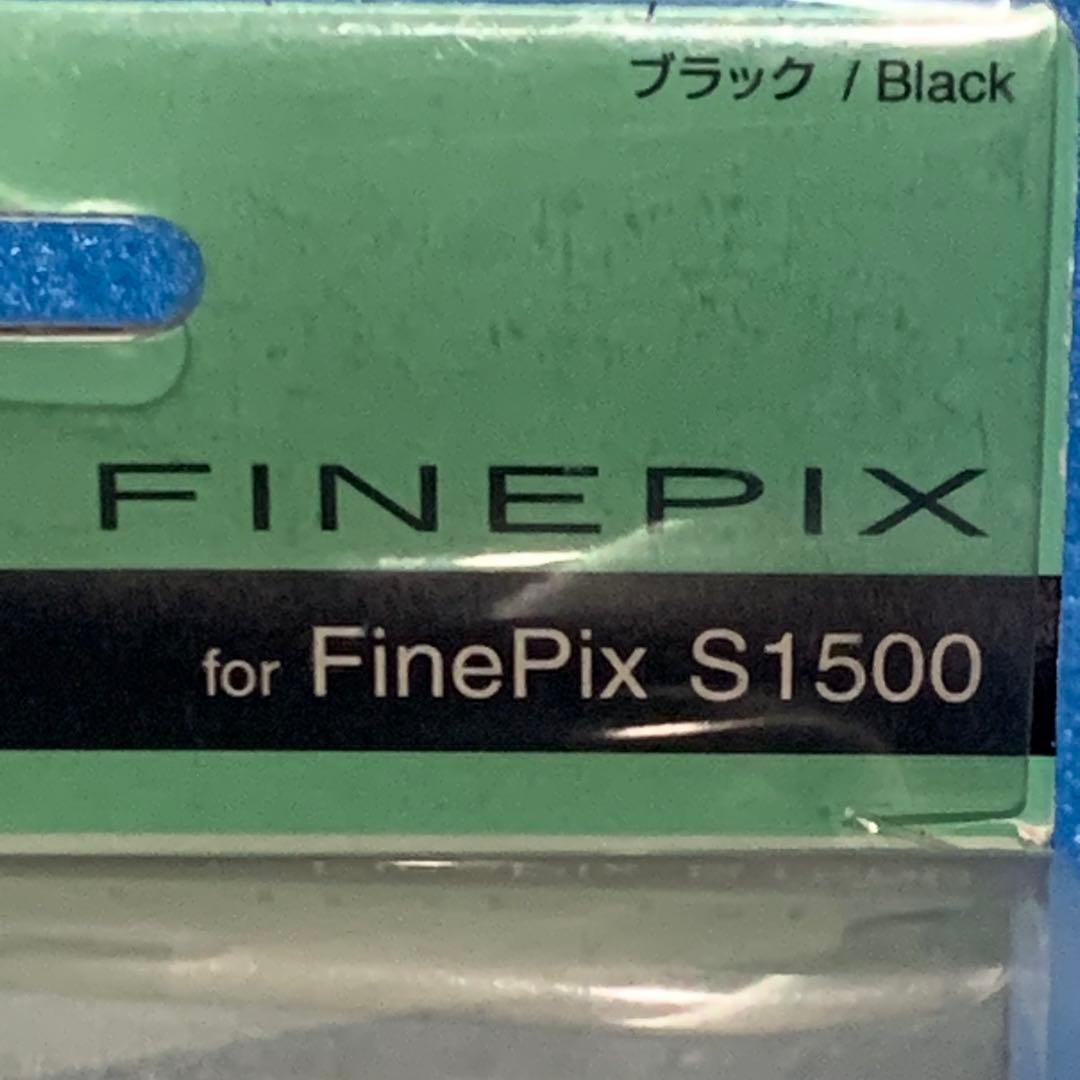 ブラック / Black
FINEPIX
for FinePix S1500